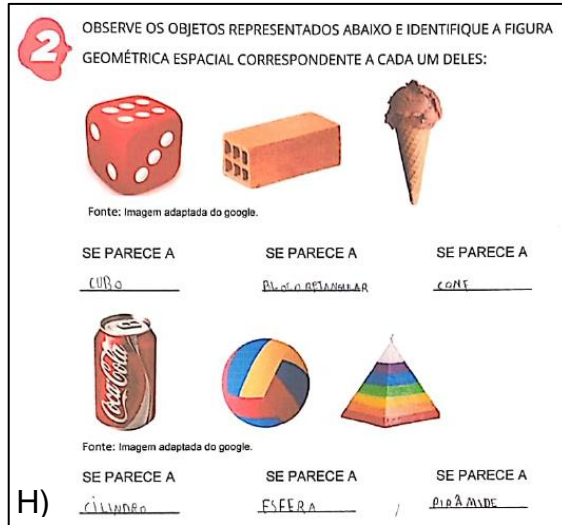 2
OBSERVE OS OBJETOS REPRESENTADOS ABAIXO E IDENTIFIQUE A FIGURA
GEOMÉTRICA ESPACIAL CORRESPONDENTE A CADA UM DELES:
Fonte: Imagem adaptada do google.
SE PARECE A SE PARECE A SE PARECE A
CUBO BLOCO RETANGULAR CONE
Coca-Cola
Fonte: Imagem adaptada do google.
SE PARECE A SE PARECE A SE PARECE A
CILINDRO ESFERA PIRÂMIDE
H)